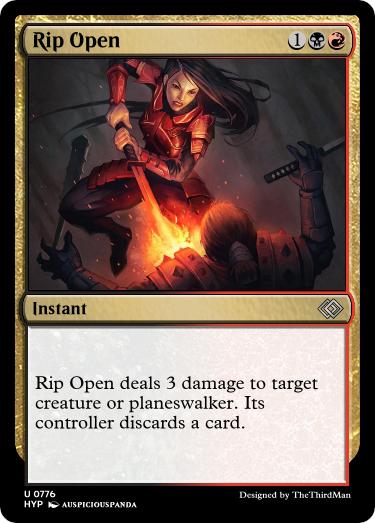 Rip Open 1
Instant
Rip Open deals 3 damage to target
creature or planeswalker. Its
controller discards a card.
U 0776
HYP AUSPICIOUSPANDA
Designed by TheThirdMan